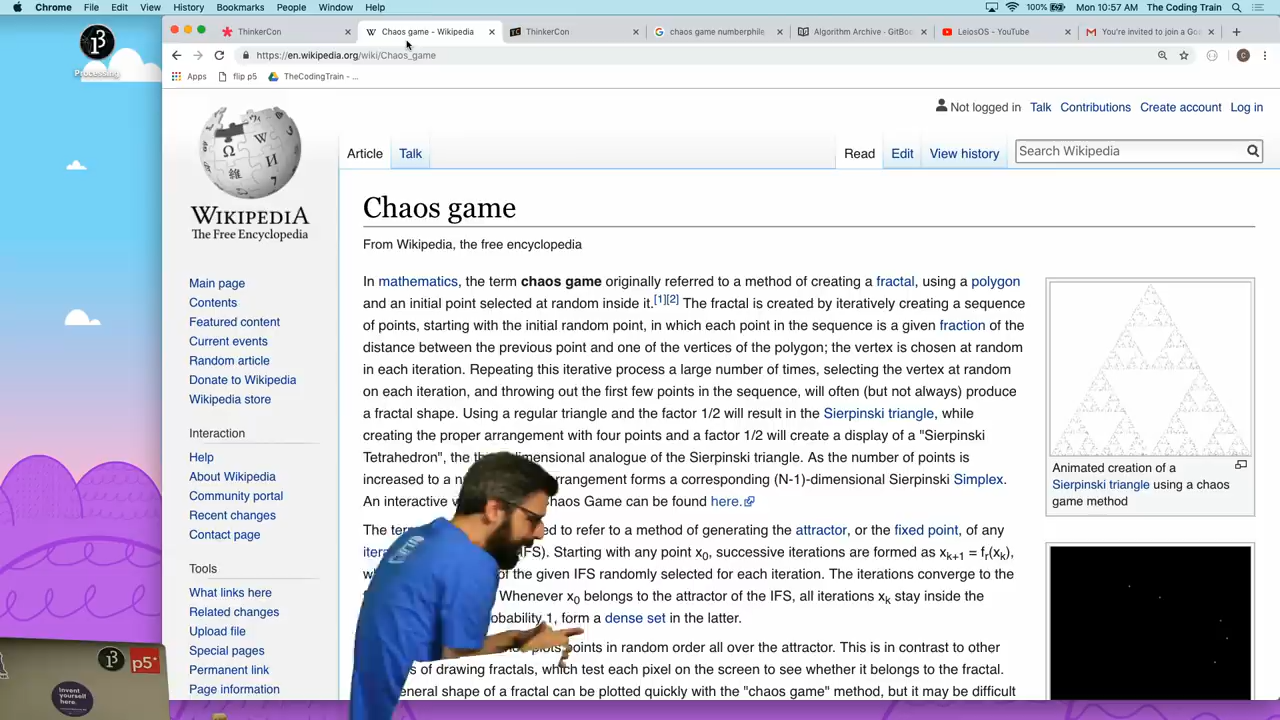 Chrome File Edit View History Bookmarks People Window Help 100% Mon 10:57 AM The Coding Train
ThinkerCon Chaos game - Wikipedia ThinkerCon chaos game numberphile Algorithm Archive · GitBo LeiosOS - YouTube You're invited to join a Go
https://en.wikipedia.org/wiki/Chaos_game
Apps flip p5 TheCodingTrain - ...
Processing
Not logged in Talk Contributions Create account Log in
Article Talk Read Edit View history Search Wikipedia
WIKIPEDIA
The Free Encyclopedia
Chaos game
From Wikipedia, the free encyclopedia
Main page
Contents
Featured content
Current events
Random article
Donate to Wikipedia
Wikipedia store
Interaction
Help
About Wikipedia
Community portal
Recent changes
Contact page
Tools
What links here
Related changes
Upload file
Special pages
Permanent link
Page information
In mathematics, the term chaos game originally referred to a method of creating a fractal, using a polygon
and an initial point selected at random inside it.[1][2] The fractal is created by iteratively creating a sequence
of points, starting with the initial random point, in which each point in the sequence is a given fraction of the
distance between the previous point and one of the vertices of the polygon; the vertex is chosen at random
in each iteration. Repeating this iterative process a large number of times, selecting the vertex at random
on each iteration, and throwing out the first few points in the sequence, will often (but not always) produce
a fractal shape. Using a regular triangle and the factor 1/2 will result in the Sierpinski triangle, while
creating the proper arrangement with four points and a factor 1/2 will create a display of a "Sierpinski
Tetrahedron", the dimensional analogue of the Sierpinski triangle. As the number of points is
increased to a arrangement forms a corresponding (N-1)-dimensional Sierpinski Simplex.
An interactive Chaos Game can be found here.
The to refer to a method of generating the attractor, or the fixed point, of any
(IFS). Starting with any point x0, successive iterations are formed as xk+1 = fr(xk),
of the given IFS randomly selected for each iteration. The iterations converge to the
Whenever x0 belongs to the attractor of the IFS, all iterations xk stay inside the
1, form a dense set in the latter.
points in random order all over the attractor. This is in contrast to other
of drawing fractals, which test each pixel on the screen to see whether it belongs to the fractal.
shape of a fractal can be plotted quickly with the "chaos game" method, but it may be difficult
Animated creation of a
Sierpinski triangle using a chaos
game method
p5*
Invent
yourself
here.